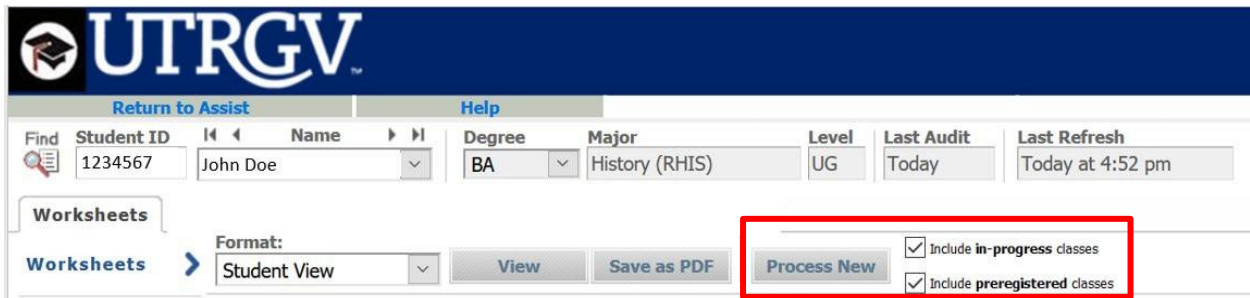 UTRGV™
Return to Assist Help
Find Student ID Name Degree Major Level Last Audit Last Refresh
1234567 John Doe BA History (RHIS) UG Today Today at 4:52 pm
Worksheets
Format:
Worksheets Student View View Save as PDF Process New
Include in-progress classes
Include preregistered classes